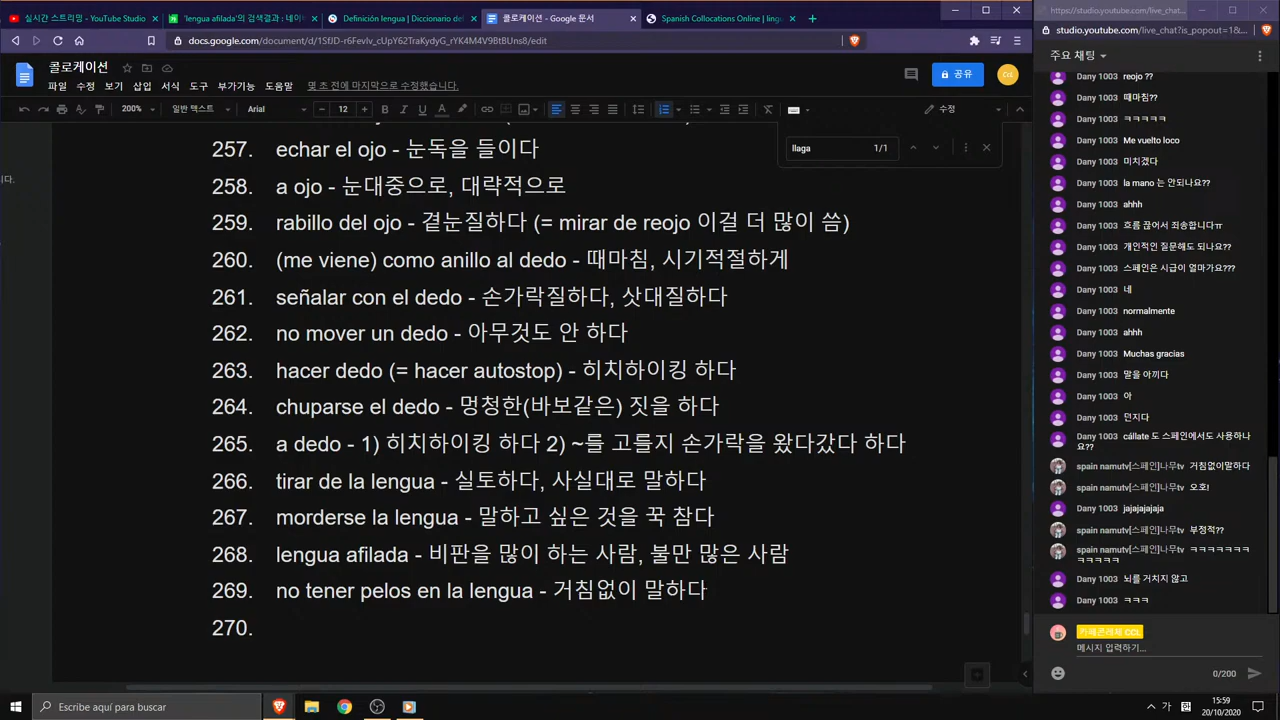 실시간 스트리밍 - YouTube Studio
'lengua afilada'의 검색결과 : 네이
Definición lengua | Diccionario del
콜로케이션 - Google 문서
Spanish Collocations Online | ling
https://studio.youtube.com/live_chat?is_popout=1&...
docs.google.com/document/d/1SfJD-r6Fevlv_cUpY62TraKydyG_rYK4M4V9BtBUns8/edit
studio.youtube.com/live_chat?is_popout=1&...
콜로케이션
파일 수정 보기 삽입 서식 도구 부가기능 도움말 몇 초 전에 마지막으로 수정했습니다.
공유
CCL
200% 일반 텍스트 Arial 12 수정
llaga 1/1
니다.
257. echar el ojo - 눈독을 들이다
258. a ojo - 눈대중으로, 대략적으로
259. rabillo del ojo - 곁눈질하다 (= mirar de reojo 이걸 더 많이 씀)
260. (me viene) como anillo al dedo - 때마침, 시기적절하게
261. señalar con el dedo - 손가락질하다, 삿대질하다
262. no mover un dedo - 아무것도 안 하다
263. hacer dedo (= hacer autostop) - 히치하이킹 하다
264. chuparse el dedo - 멍청한(바보같은) 짓을 하다
265. a dedo - 1) 히치하이킹 하다 2) ~를 고를지 손가락을 왔다갔다 하다
266. tirar de la lengua - 실토하다, 사실대로 말하다
267. morderse la lengua - 말하고 싶은 것을 꾹 참다
268. lengua afilada - 비판을 많이 하는 사람, 불만 많은 사람
269. no tener pelos en la lengua - 거침없이 말하다
270.
주요 채팅
Dany 1003 reojo ??
Dany 1003 때마침??
Dany 1003 ㅋㅋㅋㅋㅋ
Dany 1003 Me vuelto loco
Dany 1003 미치겠다
Dany 1003 la mano 는 안되나요??
Dany 1003 ahhh
Dany 1003 흐름 끊어서 죄송합니다ㅠ
Dany 1003 개인적인 질문해도 되나요??
Dany 1003 스페인은 시급이 얼마가요???
Dany 1003 네
Dany 1003 normalmente
Dany 1003 ahhh
Dany 1003 Muchas gracias
Dany 1003 말을 아끼다
Dany 1003 아
Dany 1003 던지다
Dany 1003 cállate 도 스페인에서도 사용하나
요??
spain namutv[스페인]나무tv 거침없이말하다
spain namutv[스페인]나무tv 오호!
Dany 1003 jajajajajaja
spain namutv[스페인]나무tv 부정적??
spain namutv[스페인]나무tv ㅋㅋㅋㅋㅋㅋㅋ
ㅋㅋㅋㅋㅋ
Dany 1003 뇌를 거치지 않고
Dany 1003 ㅋㅋㅋ
카페콘레체 CCL
메시지 입력하기...
0/200
Escribe aquí para buscar
가
15:59
20/10/2020